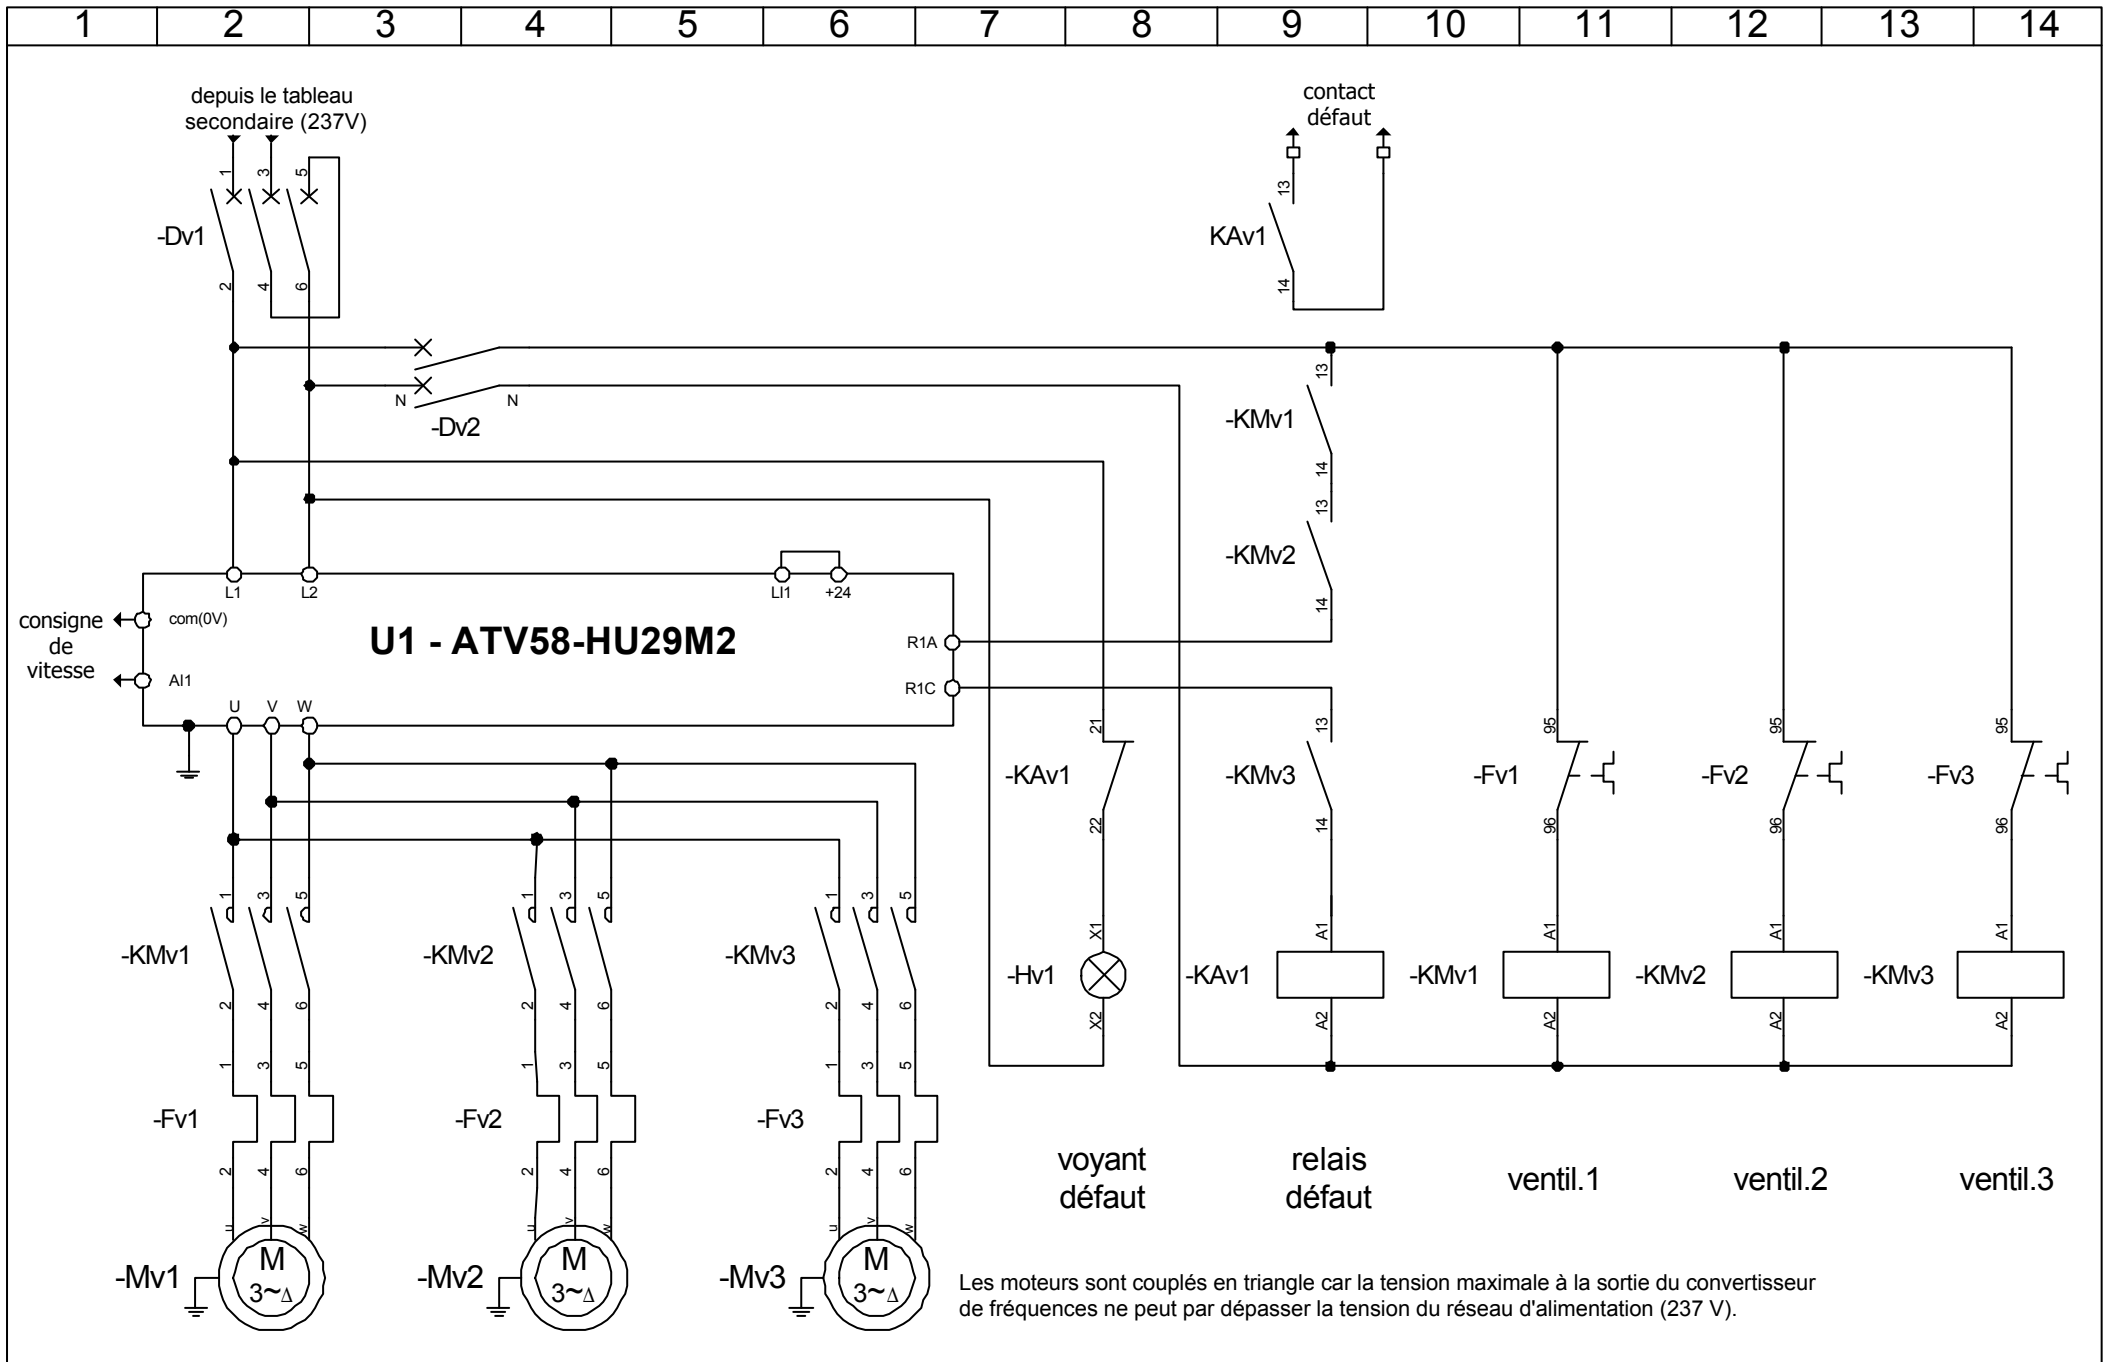 1 2 3 4 5 6 7 8 9 10 11 12 13 14
depuis le tableau
secondaire (237V)
contact
défaut
1 3 5
-Dv1
2 4 6
13
KAv1
14
N N
-Dv2
13
-KMv1
14
13
-KMv2
14
L1 L2 LI1 +24
consigne
de
vitesse
com(0V)
AI1
U1 - ATV58-HU29M2
R1A
R1C
U V W
21
-KAv1
22
13
-KMv3
14
95
-Fv1
96
95
-Fv2
96
95
-Fv3
96
1 3 5
-KMv1
2 4 6
1 3 5
-KMv2
2 4 6
1 3 5
-KMv3
2 4 6
X1
-Hv1
X2
A1
-KAv1
A2
A1
-KMv1
A2
A1
-KMv2
A2
A1
-KMv3
A2
1 3 5
-Fv1
2 4 6
1 3 5
-Fv2
2 4 6
1 3 5
-Fv3
2 4 6
voyant
défaut
relais
défaut
ventil.1
ventil.2
ventil.3
u v w
-Mv1
M
3~Δ
u v w
-Mv2
M
3~Δ
u v w
-Mv3
M
3~Δ
Les moteurs sont couplés en triangle car la tension maximale à la sortie du convertisseur
de fréquences ne peut par dépasser la tension du réseau d'alimentation (237 V).